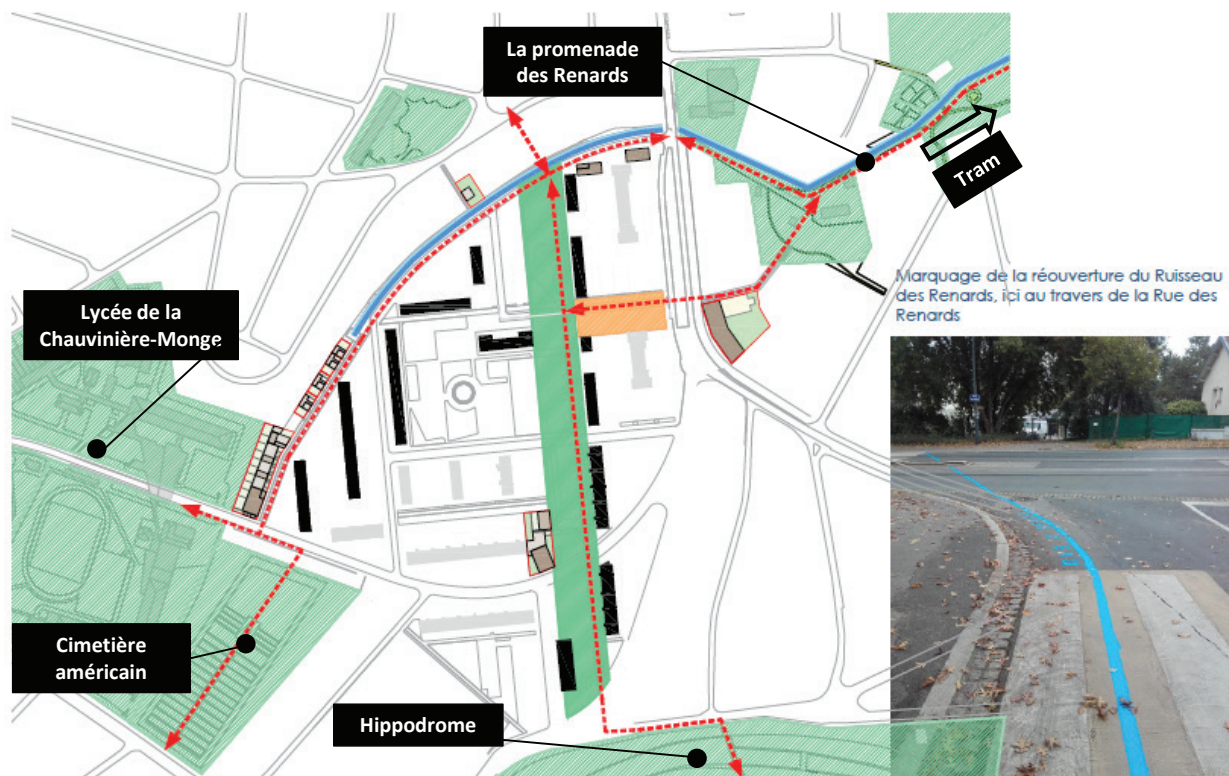 La promenade
des Renards
Tram
Marquage de la réouverture du Ruisseau
des Renards, ici au travers de la Rue des
Renards
Lycée de la
Chauvinière-Monge
Cimetière
américain
Hippodrome